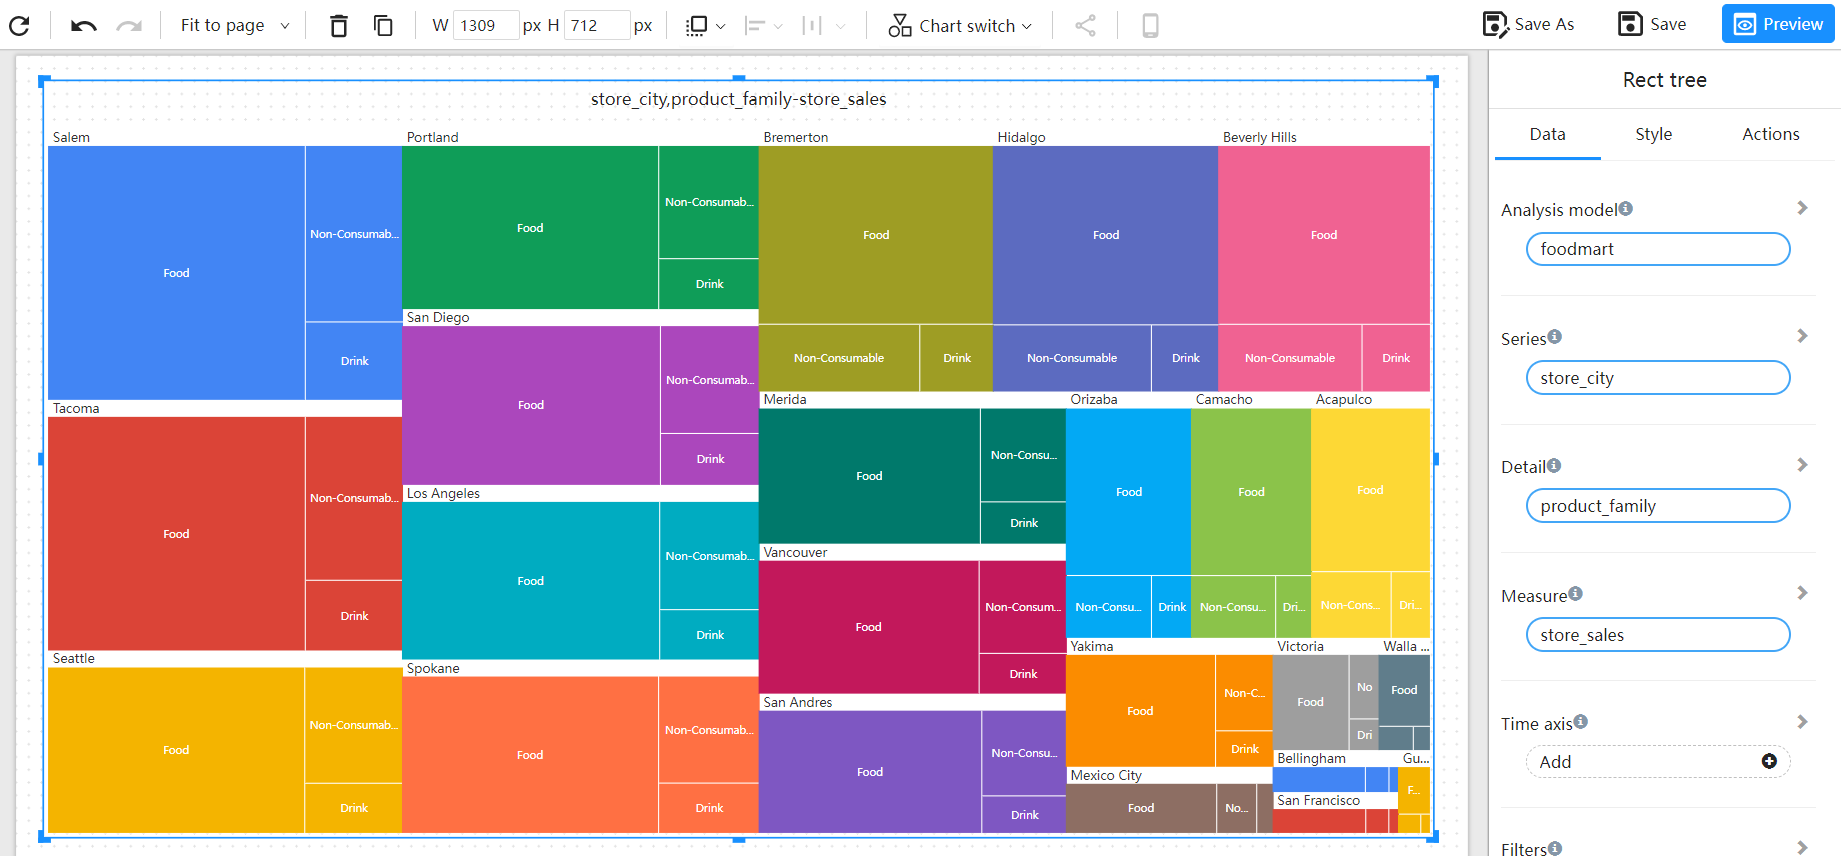 Fit to page
W 1309 px H 712 px
Chart switch
Save As
Save
Preview
store_city,product_family-store_sales
Salem
Food
Non-Consumab...
Drink
Tacoma
Food
Non-Consumab...
Drink
Seattle
Food
Non-Consumab...
Drink
Portland
Food
Non-Consumab...
Drink
San Diego
Food
Non-Consumab...
Drink
Los Angeles
Food
Non-Consumab...
Drink
Spokane
Food
Non-Consumab...
Drink
Bremerton
Food
Non-Consumable
Drink
Hidalgo
Food
Non-Consumable
Drink
Beverly Hills
Food
Non-Consumable
Drink
Merida
Food
Non-Consu...
Drink
Vancouver
Food
Non-Consum...
Drink
San Andres
Food
Non-Consu...
Drink
Orizaba
Food
Non-Consu...
Drink
Camacho
Food
Non-Consu...
Dri...
Acapulco
Food
Non-Cons...
Dri...
Yakima
Food
Non-C...
Drink
Mexico City
Food
No...
Victoria
Food
No
Dri
Walla ...
Food
Bellingham
San Francisco
Gu...
F...
Rect tree
Data
Style
Actions
Analysis model
foodmart
Series
store_city
Detail
product_family
Measure
store_sales
Time axis
Add
Filters